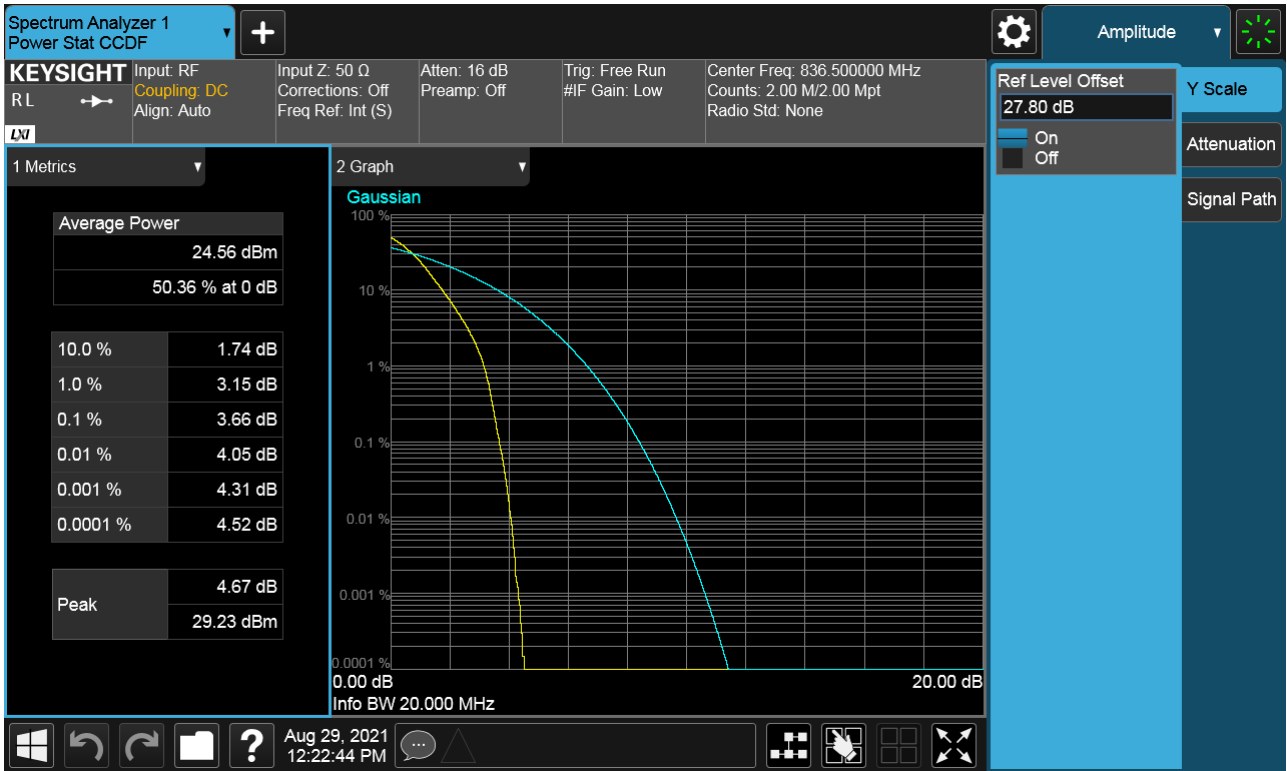 Spectrum Analyzer 1
Power Stat CCDF
+
Amplitude
KEYSIGHT
RL
LXI
Input: RF
Coupling: DC
Align: Auto
Input Z: 50 Ω
Corrections: Off
Freq Ref: Int (S)
Atten: 16 dB
Preamp: Off
Trig: Free Run
#IF Gain: Low
Center Freq: 836.500000 MHz
Counts: 2.00 M/2.00 Mpt
Radio Std: None
Ref Level Offset
27.80 dB
On
Off
Y Scale
Attenuation
Signal Path
1 Metrics
Average Power
24.56 dBm
50.36 % at 0 dB
10.0 % 1.74 dB
1.0 % 3.15 dB
0.1 % 3.66 dB
0.01 % 4.05 dB
0.001 % 4.31 dB
0.0001 % 4.52 dB
Peak
4.67 dB
29.23 dBm
2 Graph
Gaussian
100 %
10 %
1 %
0.1 %
0.01 %
0.001 %
0.0001 %
0.00 dB 20.00 dB
Info BW 20.000 MHz
?
Aug 29, 2021
12:22:44 PM